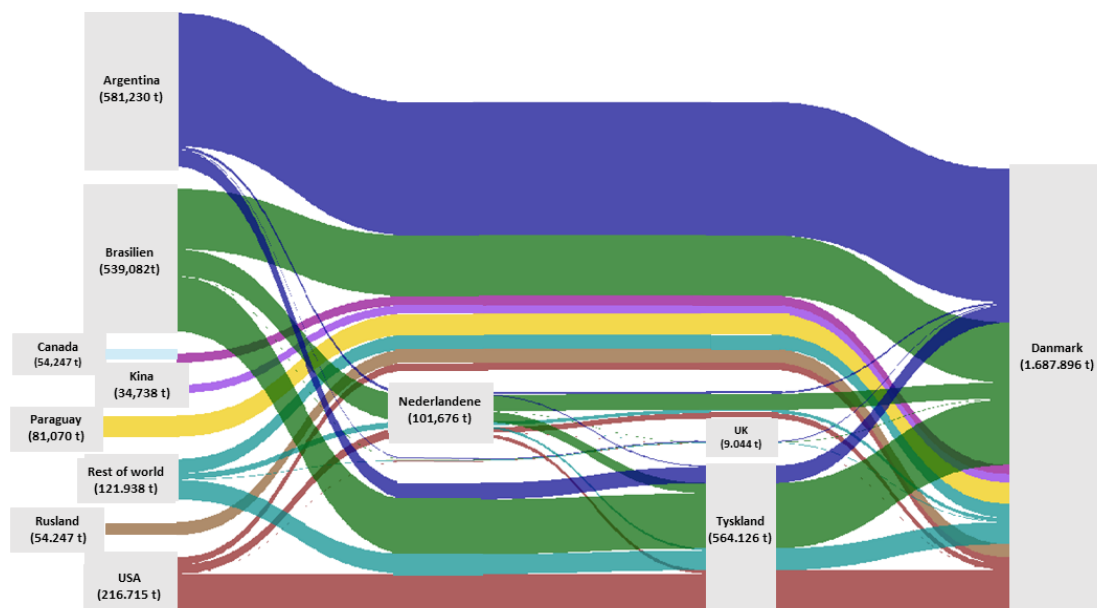 Argentina
(581,230 t)
Brasilien
(539,082t)
Canada
(54,247 t)
Kina
(34,738 t)
Paraguay
(81,070 t)
Rest of world
(121.938 t)
Rusland
(54.247 t)
USA
(216.715 t)
Nederlandene
(101,676 t)
UK
(9.044 t)
Tyskland
(564.126 t)
Danmark
(1.687.896 t)